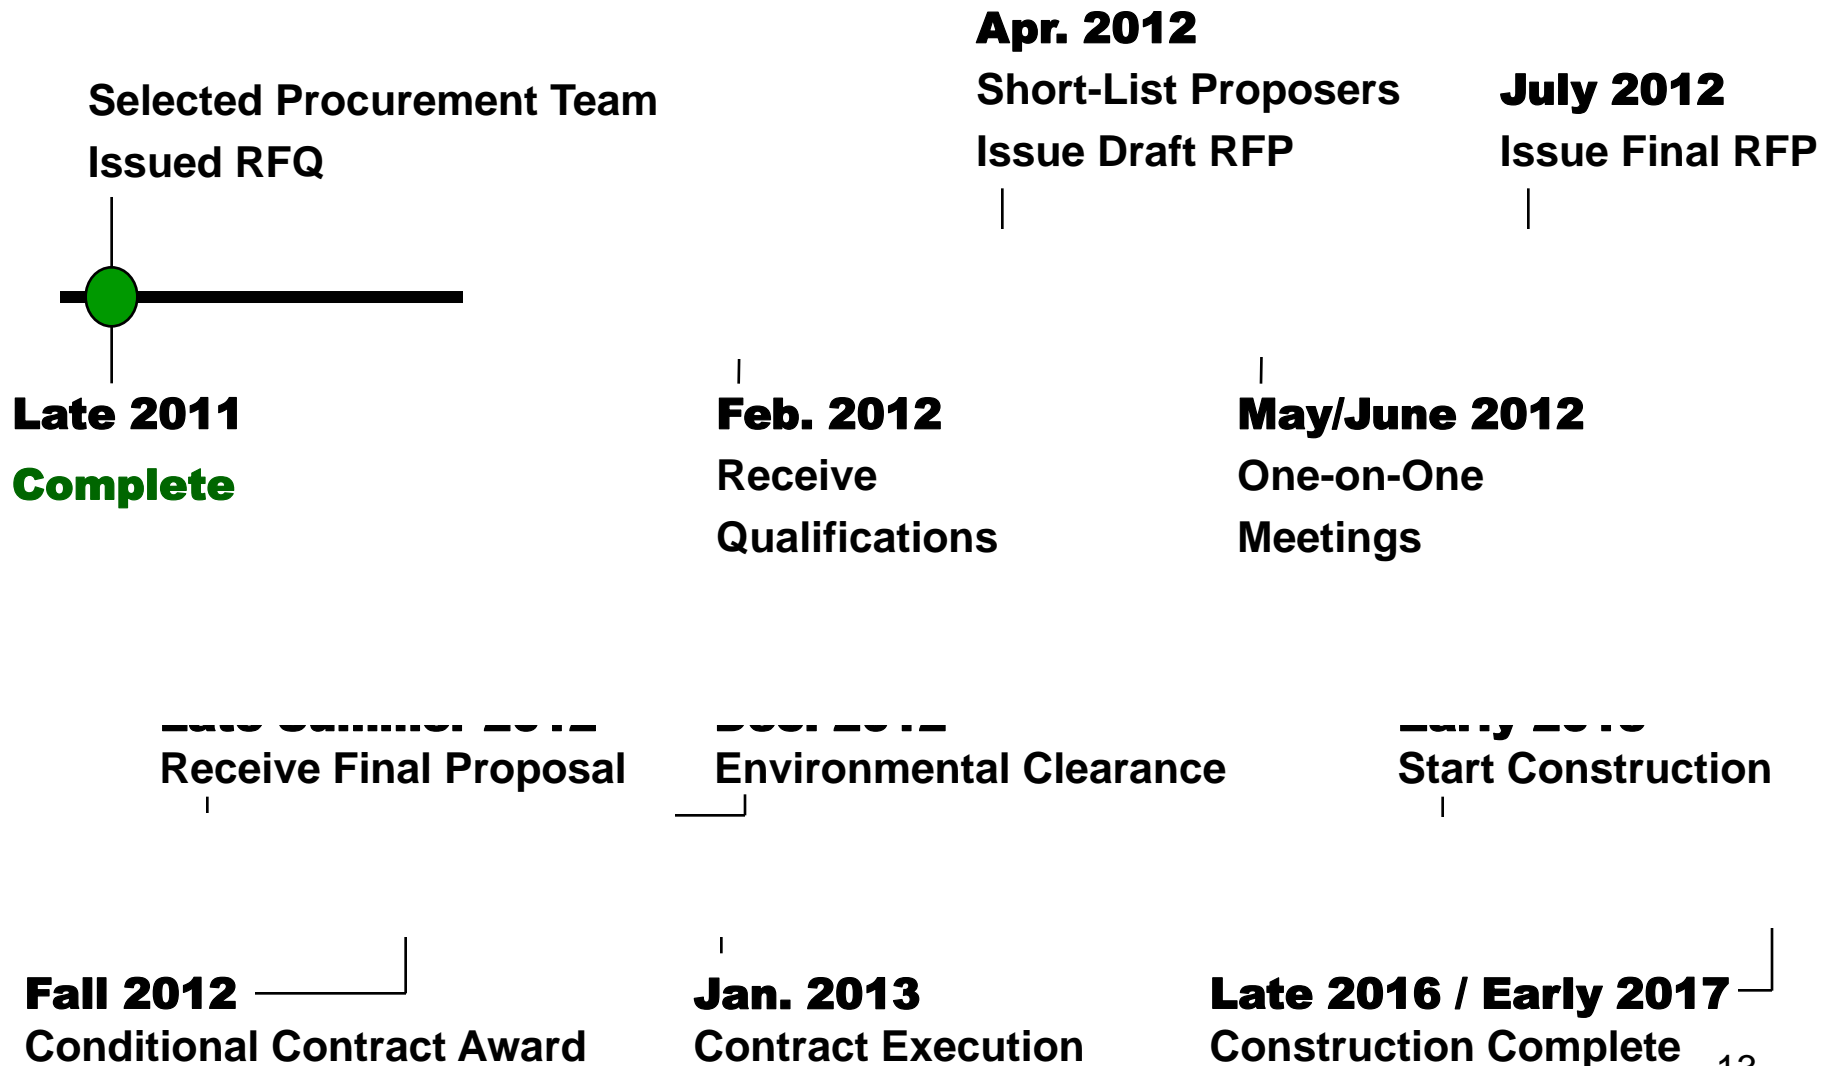 Apr. 2012
Short-List Proposers
Issue Draft RFP
July 2012
Issue Final RFP
Selected Procurement Team
Issued RFQ
Late 2011
Complete
Feb. 2012
Receive
Qualifications
May/June 2012
One-on-One
Meetings
Receive Final Proposal
Environmental Clearance
Start Construction
Fall 2012
Conditional Contract Award
Jan. 2013
Contract Execution
Late 2016 / Early 2017
Construction Complete